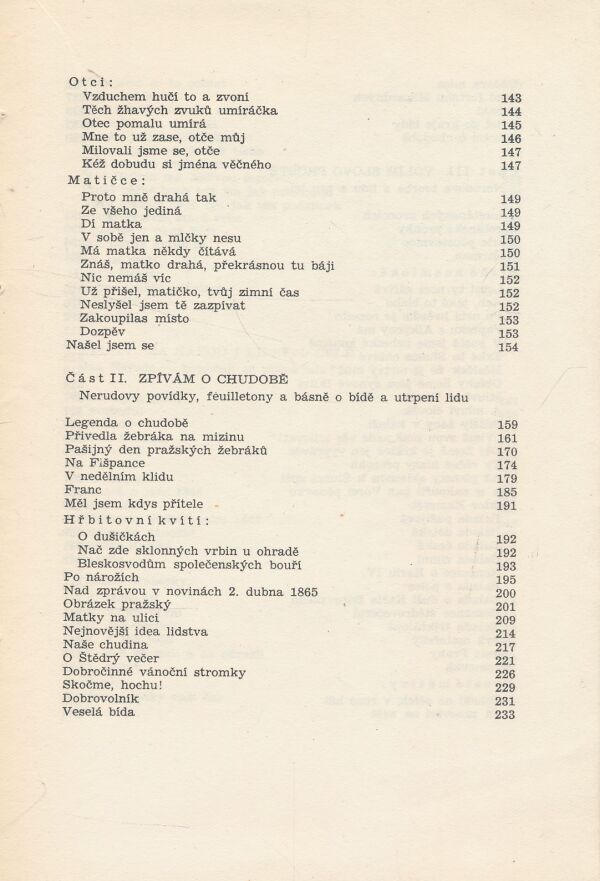 Otci:
Vzduchem hučí to a zvoní 143
Těch žhavých zvuků umíráčka 144
Otec pomalu umírá 145
Mne to už zase, otče můj 146
Milovali jsme se, otče 147
Kéž dobudu si jména věčného 147
Matičce:
Proto mně drahá tak 149
Ze všeho jediná 149
Dí matka 149
V sobě jen a mlčky nesu 150
Má matka někdy čítává 150
Znáš, matko drahá, překrásnou tu báji 151
Nic nemáš víc 152
Už přišel, matičko, tvůj zimní čas 152
Neslyšel jsem tě zazpívat 152
Zakoupilas místo 153
Dozpěv 153
Našel jsem se 154
Část II. ZPÍVÁM O CHUDOBĚ
Nerudovy povídky, feuilletony a básně o bídě a utrpení lidu
Legenda o chudobě 159
Přivedla žebráka na mizinu 161
Pašijný den pražských žebráků 170
Na Fišpance 174
V nedělním klidu 179
Franc 185
Měl jsem kdys přítele 191
Hřbitovní kvítí:
O dušičkách 192
Nač zde sklonných vrbin u ohradě 192
Bleskosvodům společenských bouří 193
Po nárožích 195
Nad zprávou v novinách 2. dubna 1865 200
Obrázek pražský 201
Matky na ulici 209
Nejnovější idea lidstva 214
Naše chudina 217
O Štědrý večer 221
Dobročinné vánoční stromky 226
Skočme, hochu! 229
Dobrovolník 231
Veselá bída 233